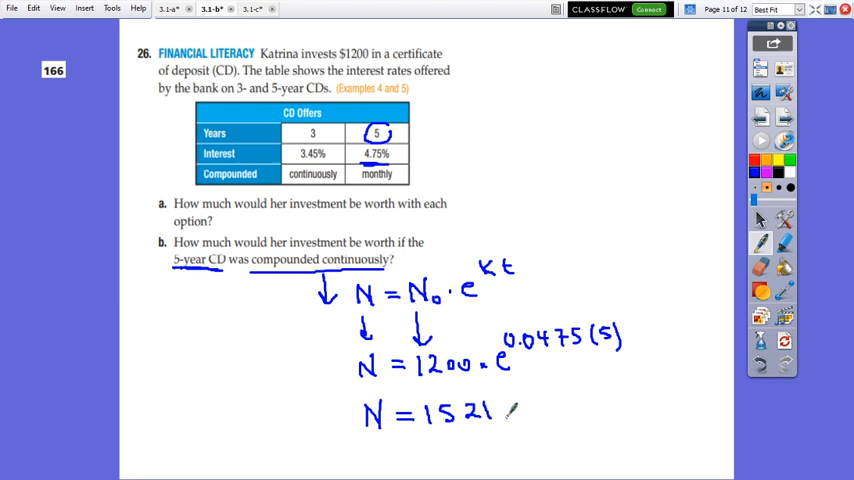 File Edit View Insert Tools Help
3.1-a* 3.1-b* 3.1-c*
CLASSFLOW Connect
Page 11 of 12
Best Fit
166
26. FINANCIAL LITERACY Katrina invests $1200 in a certificate
of deposit (CD). The table shows the interest rates offered
by the bank on 3- and 5-year CDs. (Examples 4 and 5)
CD Offers
Years 3 5
Interest 3.45% 4.75%
Compounded continuously monthly
a. How much would her investment be worth with each
option?
b. How much would her investment be worth if the
5-year CD was compounded continuously?
N = N₀ · e^kt
N = 1200 · e^0.0475(5)
N = 1521